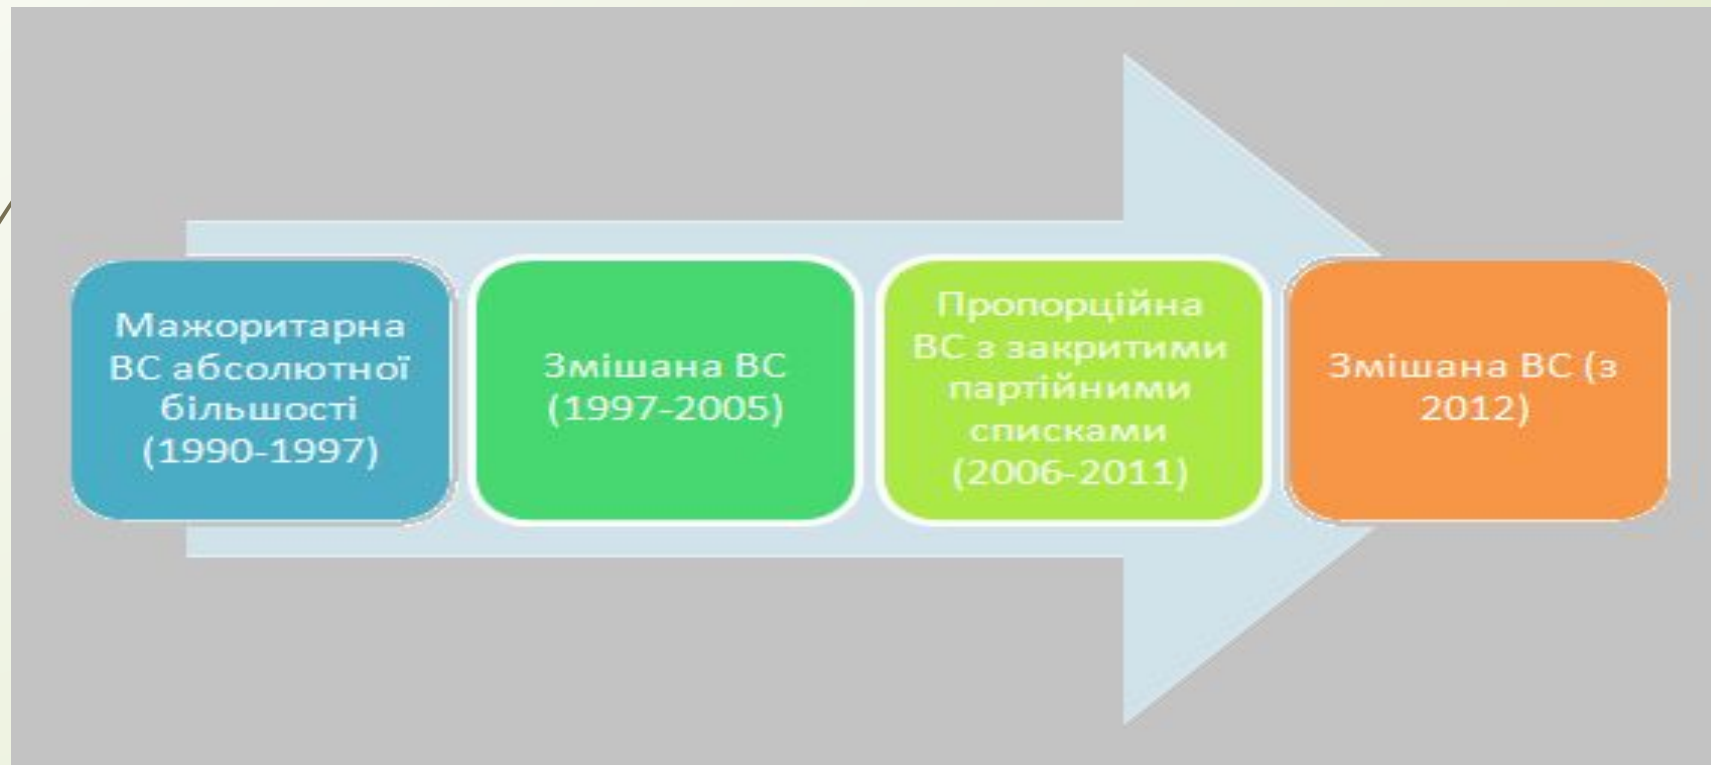 Мажоритарна
ВС абсолютної
більшості
(1990-1997)
Змішана ВС
(1997-2005)
Пропорційна
ВС з закритими
партійними
списками
(2006-2011)
Змішана ВС (з
2012)